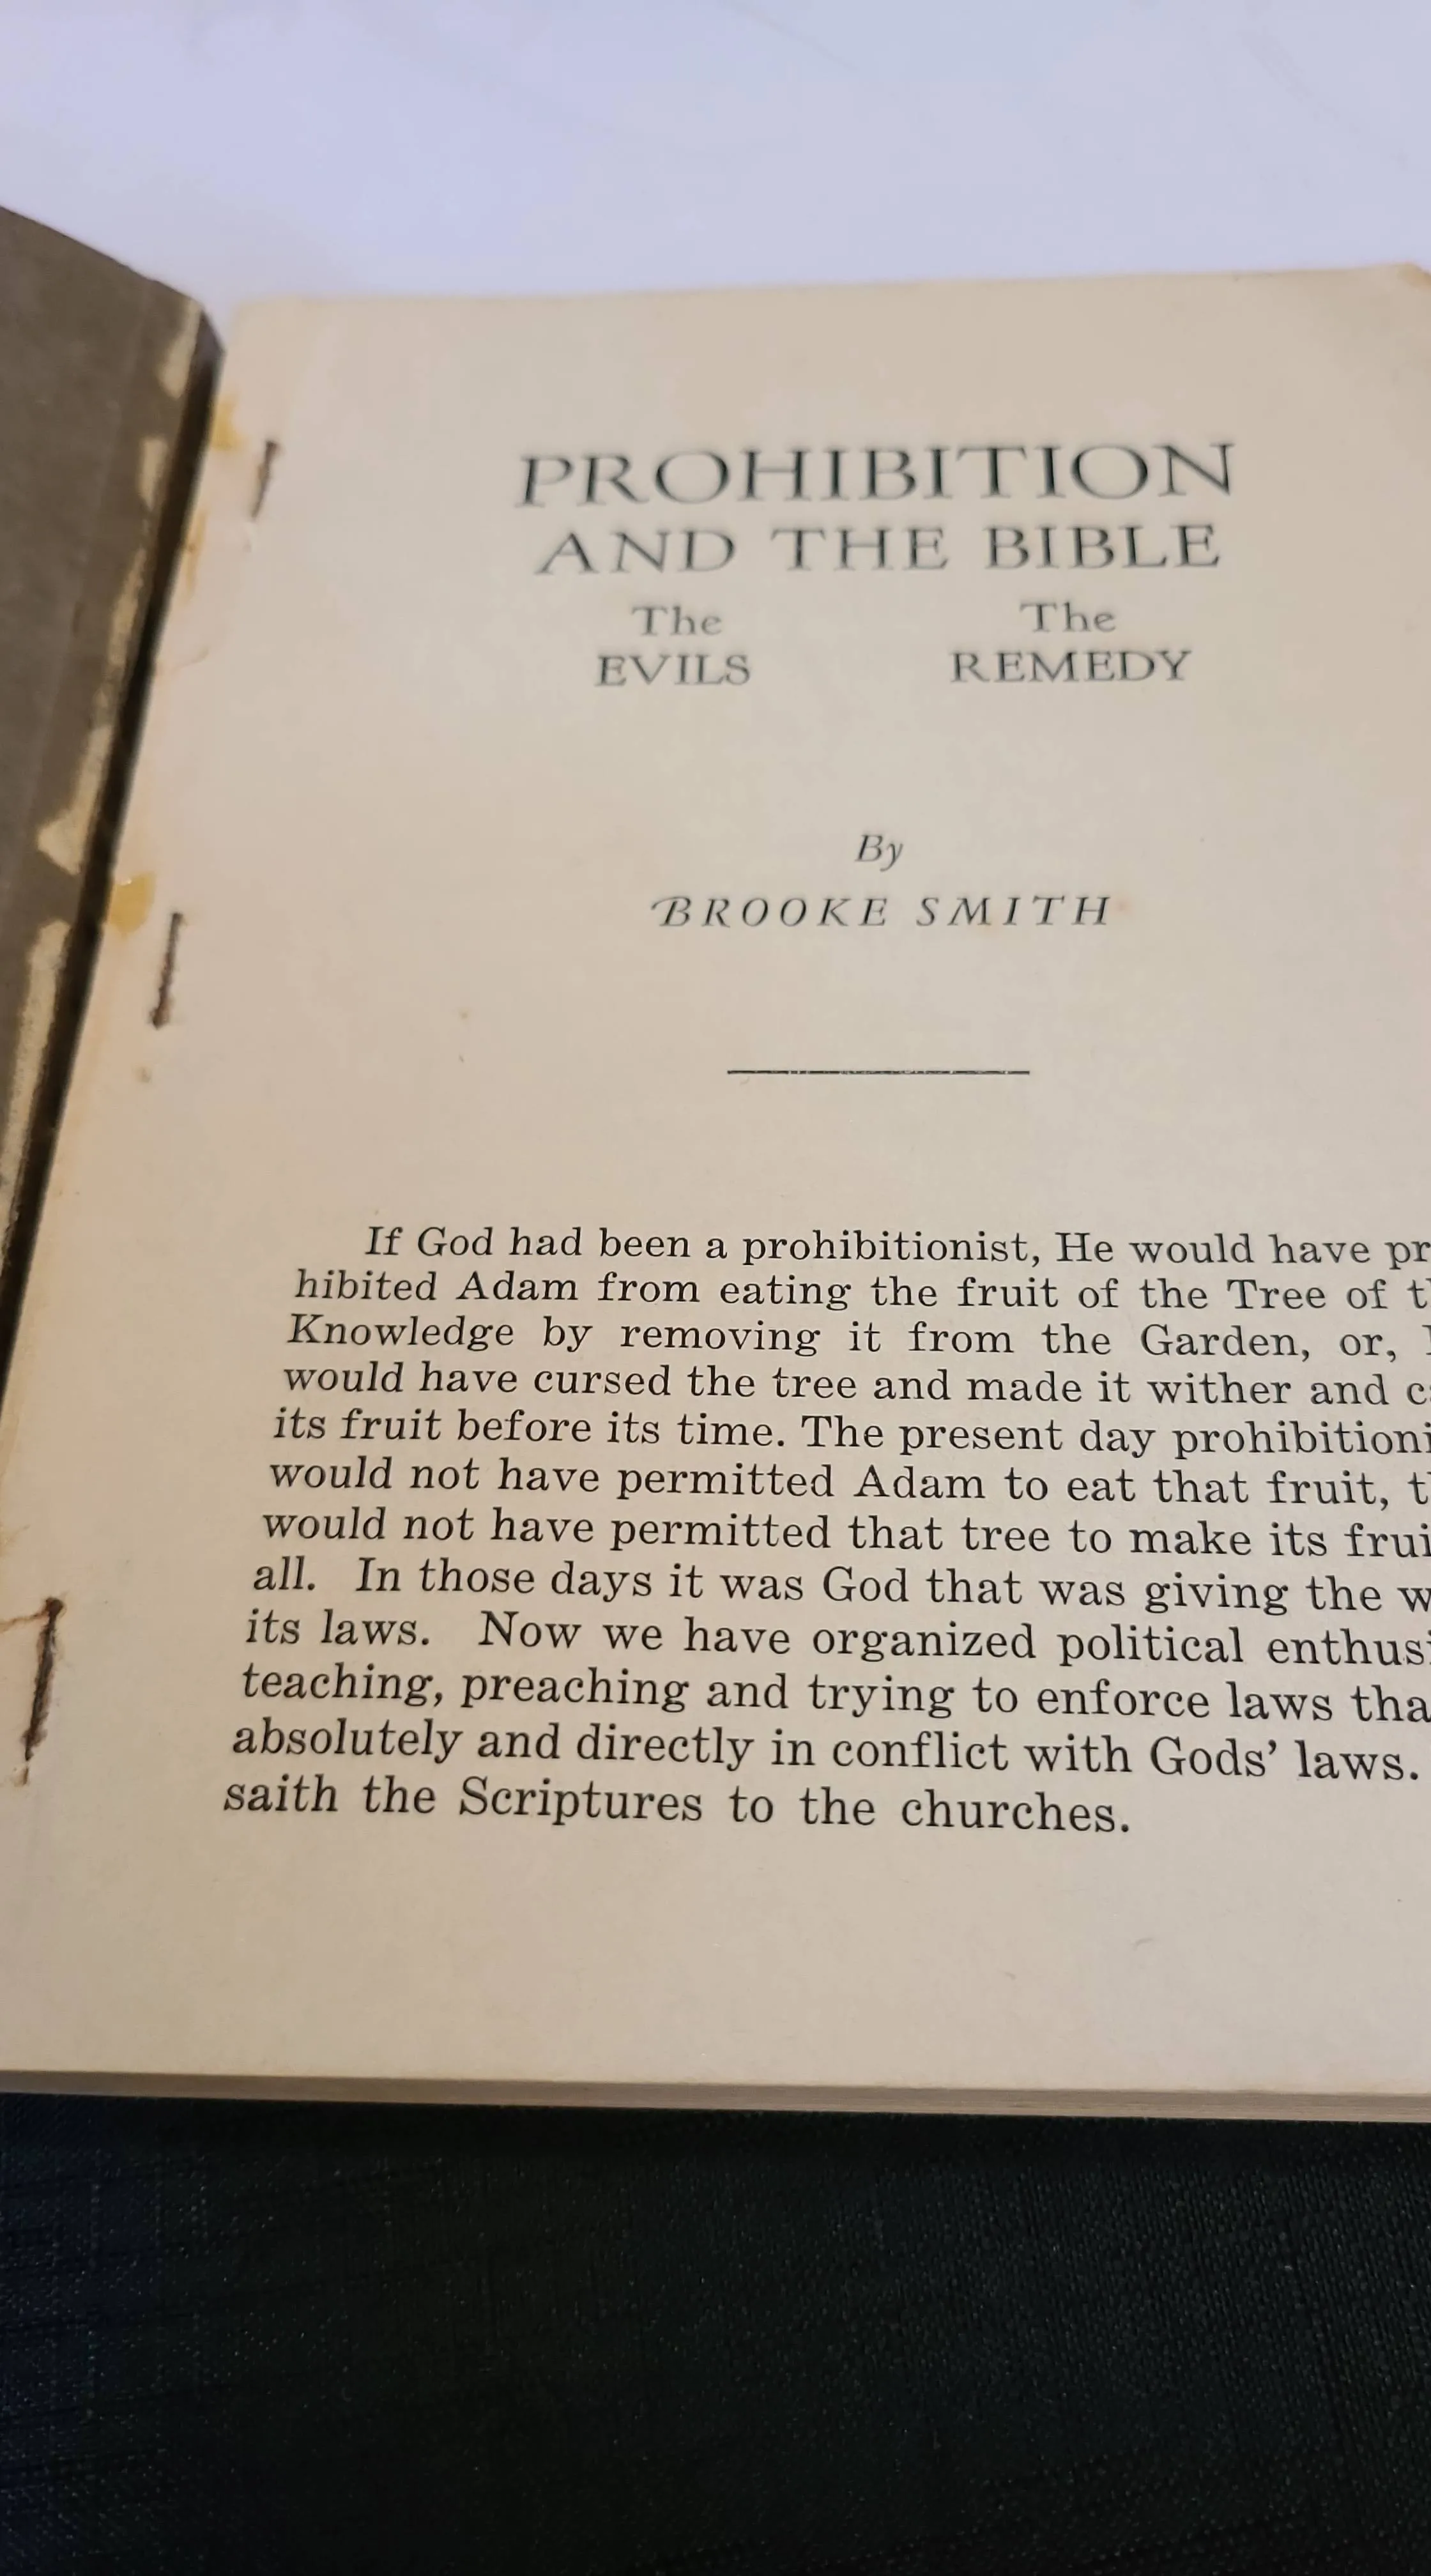 PROHIBITION
AND THE BIBLE
The The
EVILS REMEDY
By
BROOKE SMITH
If God had been a prohibitionist, He would have pr
hibited Adam from eating the fruit of the Tree of
Knowledge by removing it from the Garden, or,
would have cursed the tree and made it wither and
its fruit before its time. The present day prohibitioni
would not have permitted Adam to eat that fruit,
would not have permitted that tree to make its frui
all. In those days it was God that was giving the
its laws. Now we have organized political enthusi
teaching, preaching and trying to enforce laws tha
absolutely and directly in conflict with Gods' laws.
saith the Scriptures to the churches.